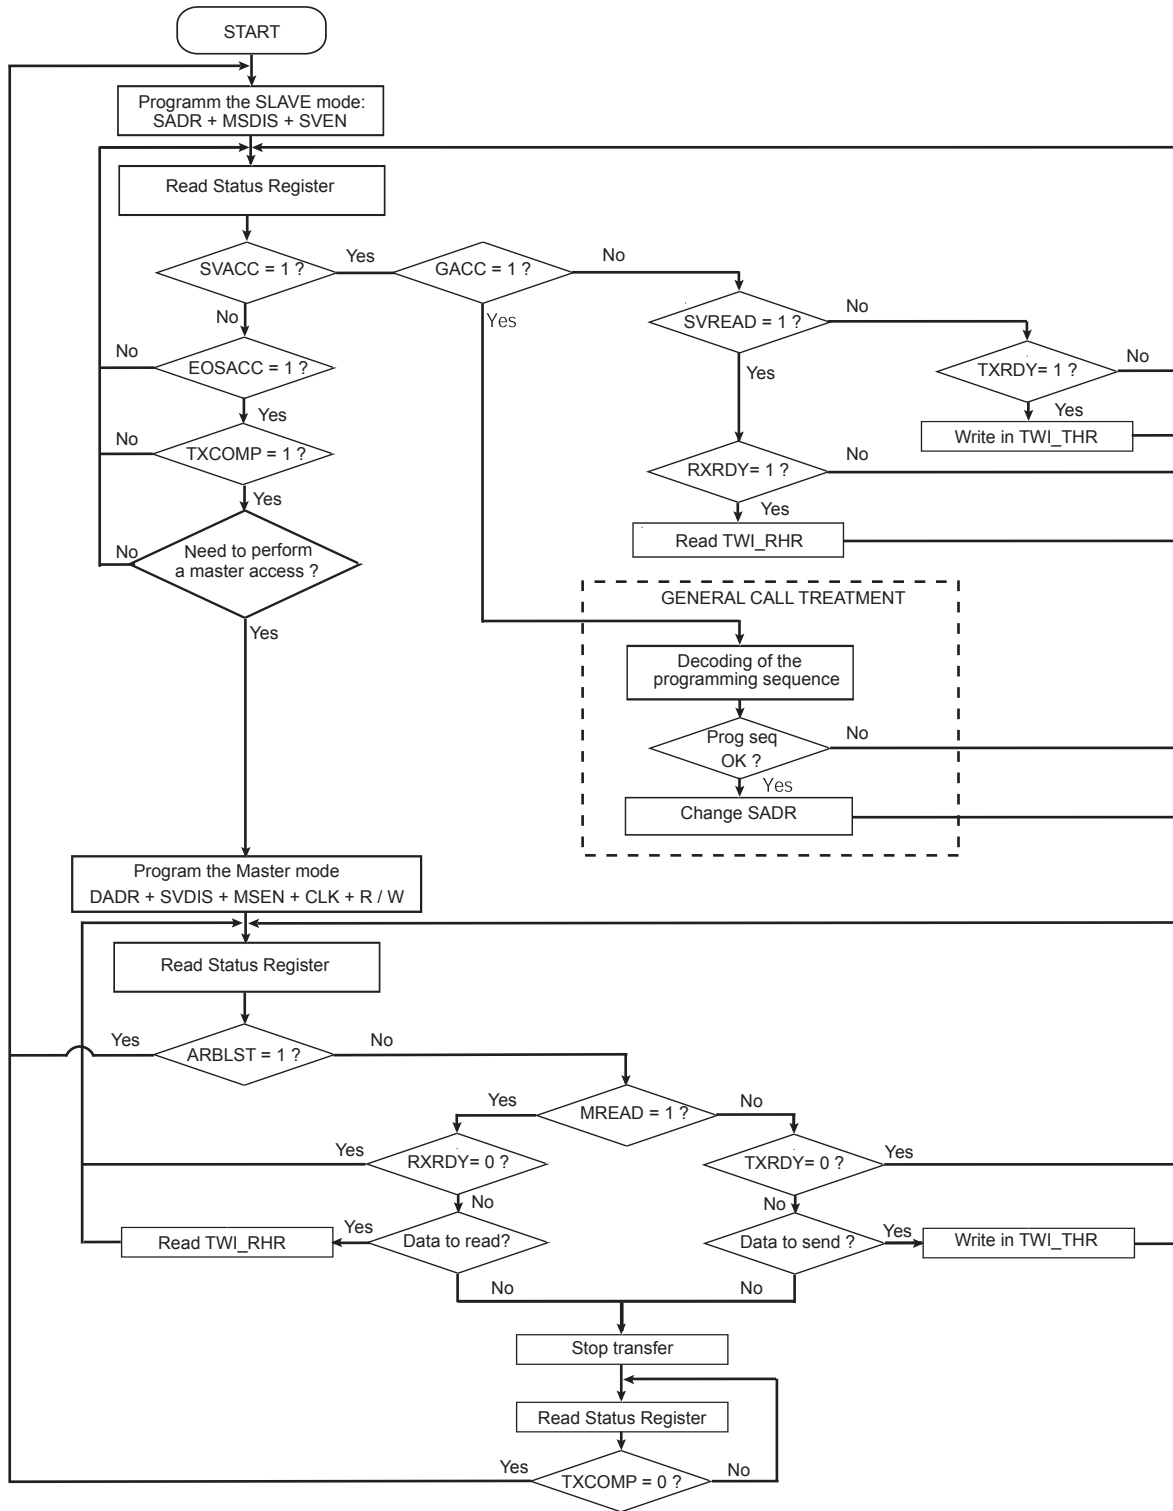 START
Programm the SLAVE mode:
SADR + MSDIS + SVEN
Read Status Register
SVACC = 1 ?
Yes
GACC = 1 ?
No
No
Yes
SVREAD = 1 ?
No
EOSACC = 1 ?
No
Yes
TXRDY= 1 ?
No
Yes
Yes
Write in TWI_THR
TXCOMP = 1 ?
No
Yes
RXRDY= 1 ?
No
Yes
Read TWI_RHR
Need to perform
a master access ?
No
Yes
GENERAL CALL TREATMENT
Decoding of the
programming sequence
Prog seq
OK ?
No
Yes
Change SADR
Program the Master mode
DADR + SVDIS + MSEN + CLK + R / W
Read Status Register
Yes
ARBLST = 1 ?
No
Yes
MREAD = 1 ?
No
Yes
RXRDY= 0 ?
TXRDY= 0 ?
Yes
No
No
Read TWI_RHR
Yes
Data to read?
Data to send ?
Yes
Write in TWI_THR
No
No
Stop transfer
Read Status Register
Yes
TXCOMP = 0 ?
No